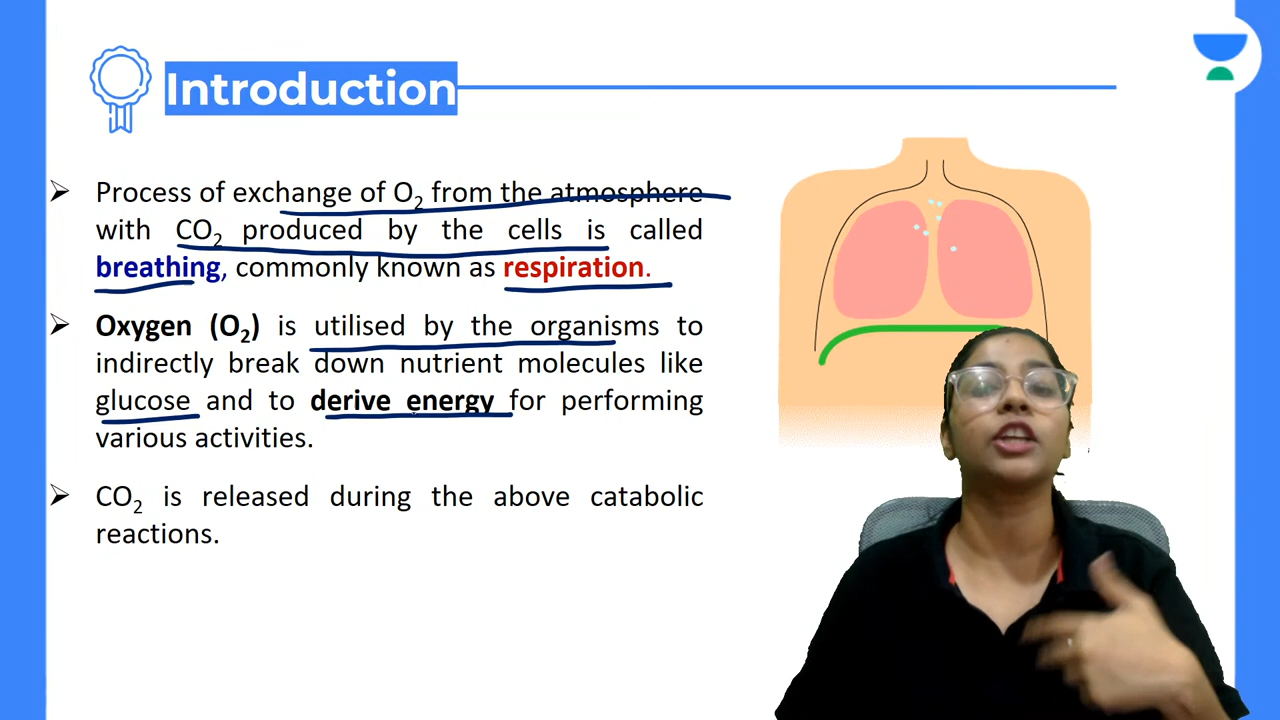 Introduction
Process of exchange of O₂ from the atmosphere
with CO₂ produced by the cells is called
breathing, commonly known as respiration.
Oxygen (O₂) is utilised by the organisms to
indirectly break down nutrient molecules like
glucose and to derive energy for performing
various activities.
CO₂ is released during the above catabolic
reactions.